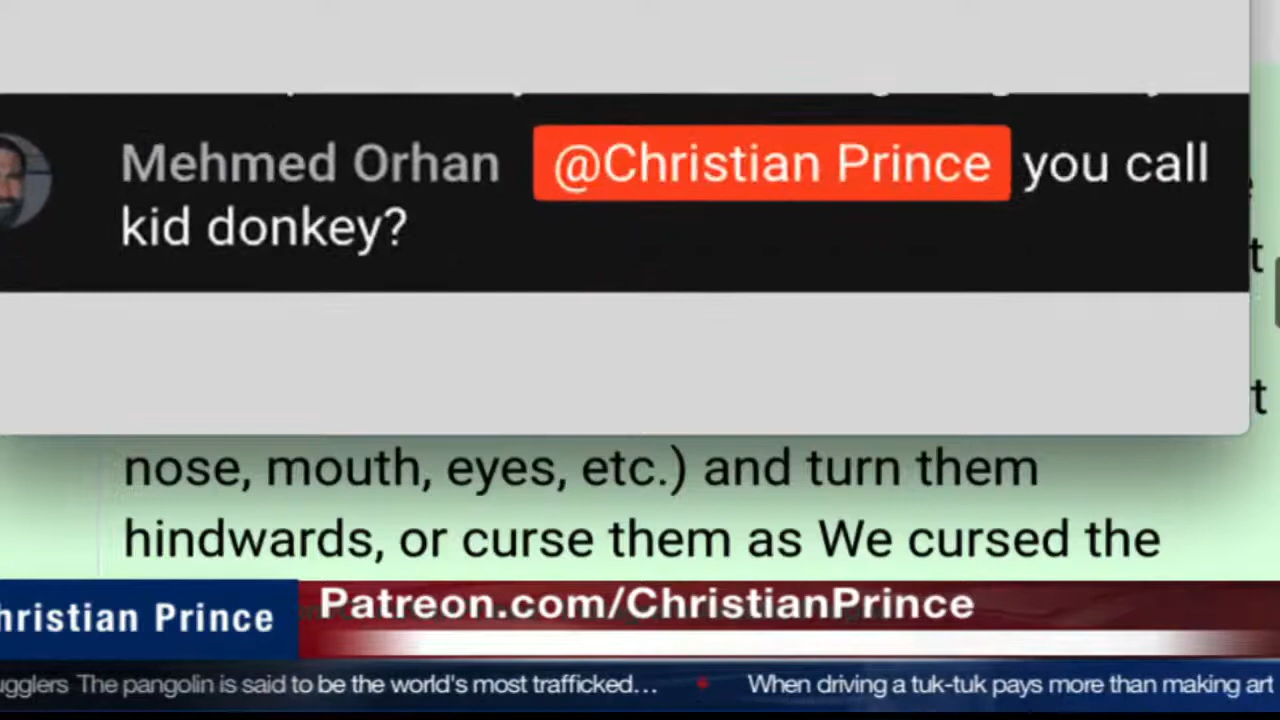 Mehmed Orhan @Christian Prince you call
kid donkey?
nose, mouth, eyes, etc.) and turn them
hindwards, or curse them as We cursed the
hristian Prince
Patreon.com/ChristianPrince
ugglers The pangolin is said to be the world's most trafficked... • When driving a tuk-tuk pays more than making art